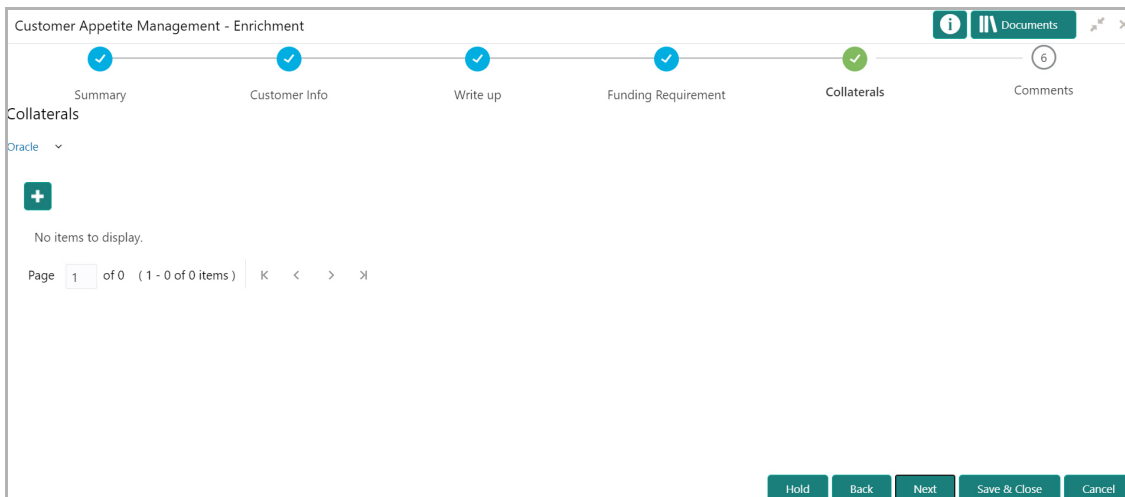 Customer Appetite Management - Enrichment
i Documents
6
Summary Customer Info Write up Funding Requirement Collaterals Comments
Collaterals
Oracle
No items to display.
Page 1 of 0 ( 1 - 0 of 0 items )
Hold Back Next Save & Close Cancel